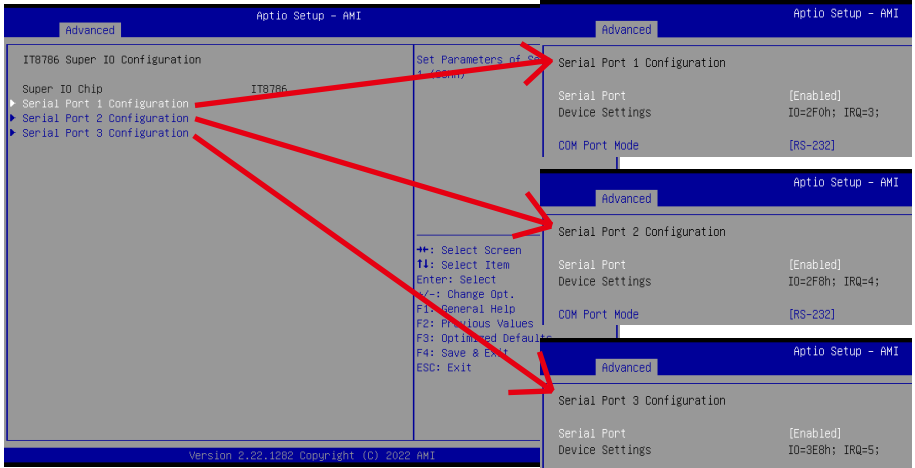 Aptio Setup – AMI
Advanced
IT8786 Super IO Configuration
Super IO Chip IT8786
Serial Port 1 Configuration
Serial Port 2 Configuration
Serial Port 3 Configuration
Set Parameters of
: Select Screen
: Select Item
Enter: Select
+/-: Change Opt.
F1: General Help
F2: Previous Values
F3: Optimized Defaults
F4: Save & Exit
ESC: Exit
Version 2.22.1282 Copyright (C) 2022 AMI
Aptio Setup – AMI
Advanced
Serial Port 1 Configuration
Serial Port [Enabled]
Device Settings IO=2F0h; IRQ=3;
COM Port Mode [RS-232]
Aptio Setup – AMI
Advanced
Serial Port 2 Configuration
Serial Port [Enabled]
Device Settings IO=2F8h; IRQ=4;
COM Port Mode [RS-232]
Aptio Setup – AMI
Advanced
Serial Port 3 Configuration
Serial Port [Enabled]
Device Settings IO=3E8h; IRQ=5;